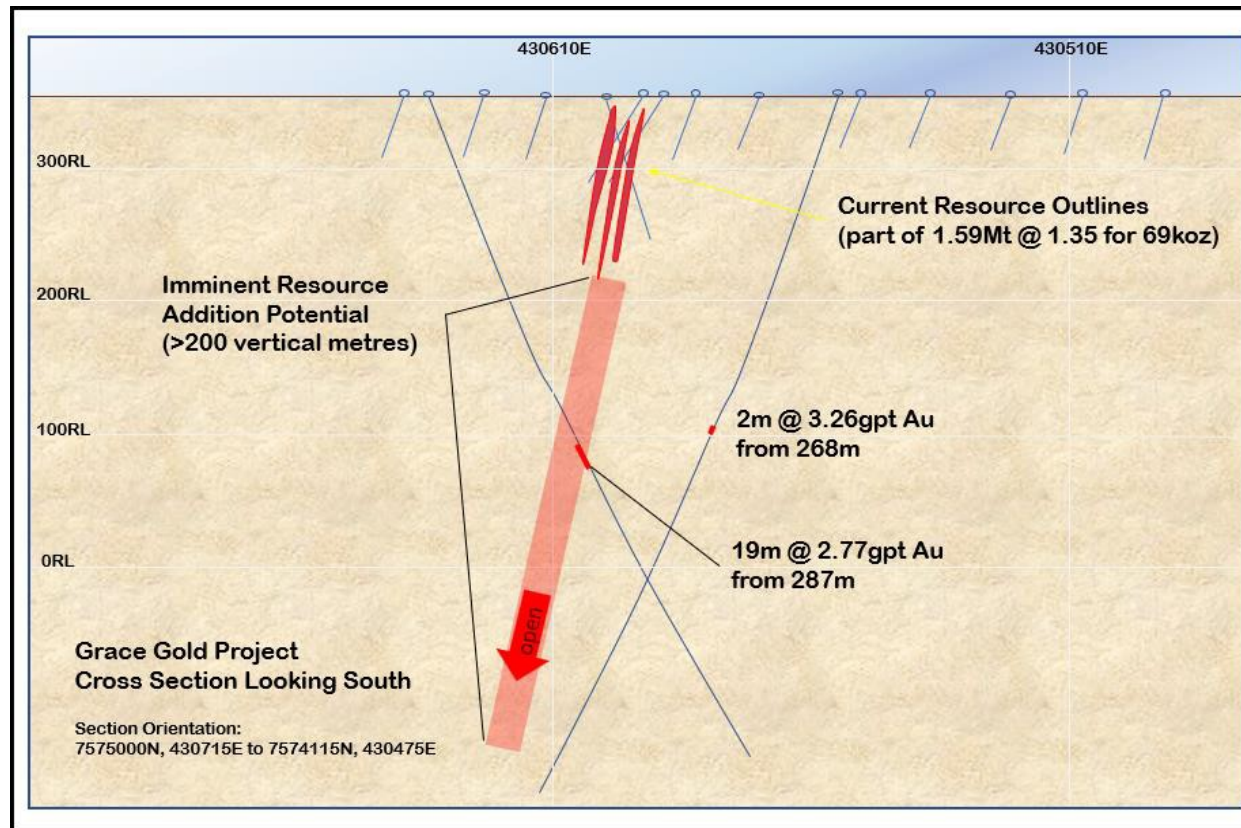 430610E
430510E
300RL
Current Resource Outlines
(part of 1.59Mt @ 1.35 for 69koz)
Imminent Resource
Addition Potential
(>200 vertical metres)
200RL
2m @ 3.26gpt Au
from 268m
100RL
19m @ 2.77gpt Au
from 287m
0RL
open
Grace Gold Project
Cross Section Looking South
Section Orientation:
7575000N, 430715E to 7574115N, 430475E